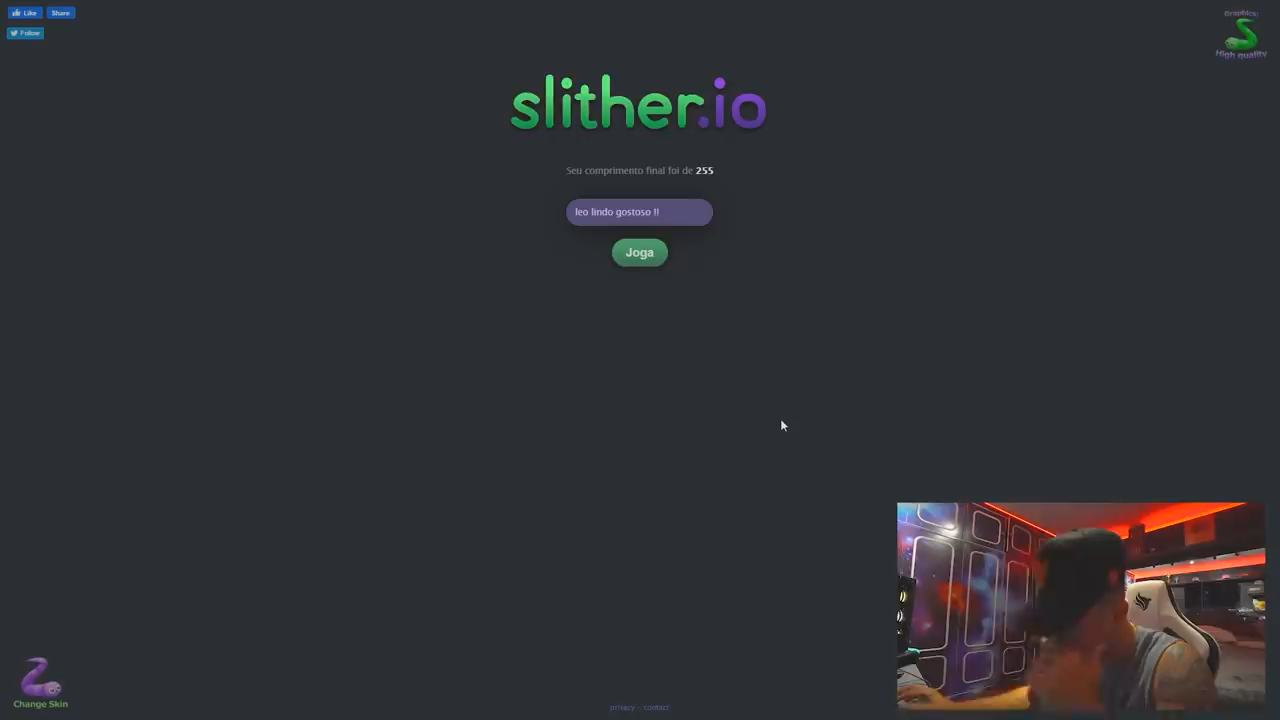 Like Share
Follow
Graphics:
High quality
slither.io
Seu comprimento final foi de 255
leo lindo gostoso !!
Joga
Change Skin
privacy - contact